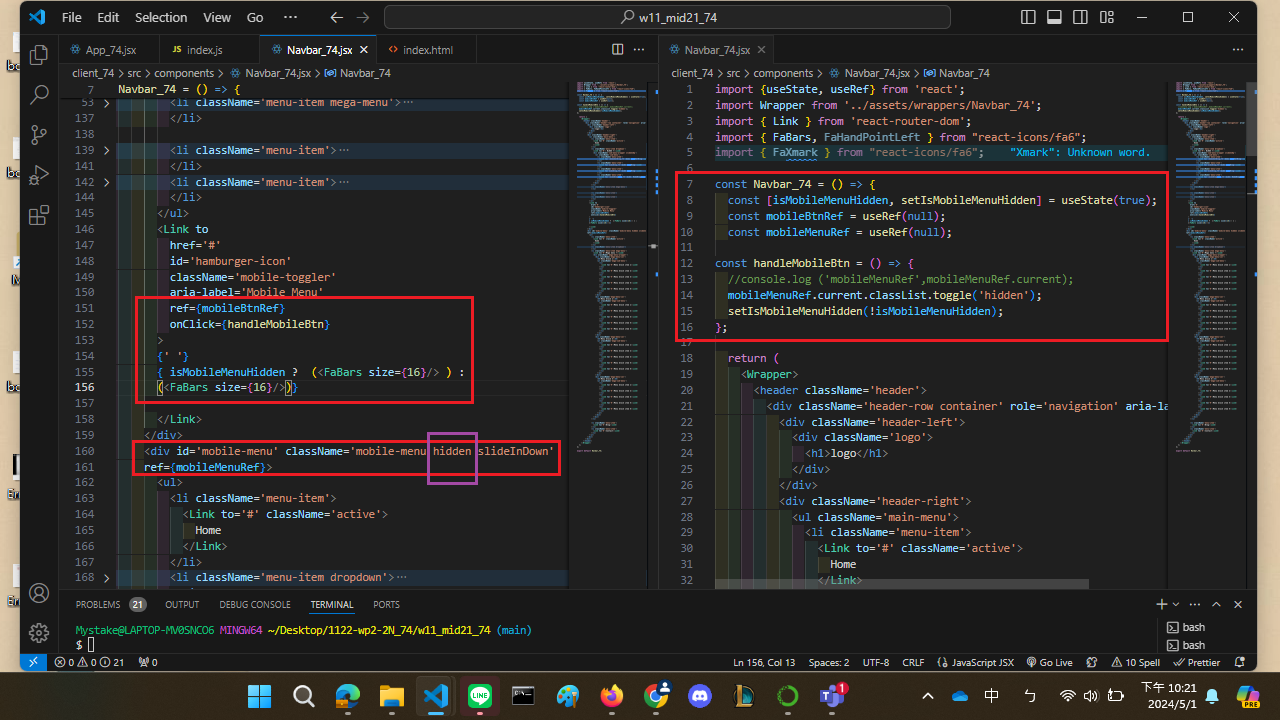 File Edit Selection View Go ··· w11_mid21_74
App_74.jsx index.js Navbar_74.jsx index.html
client_74 > src > components > Navbar_74.jsx > Navbar_74
7 Navbar_74 = () => {
53 <li className='menu-item mega-menu'>···
137 </li>
138
139 <li className='menu-item'>···
141 </li>
142 <li className='menu-item'>···
144 </li>
145 </ul>
146 <Link to
147 href='#'
148 id='hamburger-icon'
149 className='mobile-toggler'
150 aria-label='Mobile Menu'
151 ref={mobileBtnRef}
152 onClick={handleMobileBtn}
153 >
154 {' '}
155 { isMobileMenuHidden ? (<FaBars size={16}/> ) :
156 (<FaBars size={16}/>)}
157
158 </Link>
159 </div>
160 <div id='mobile-menu' className='mobile-menu hidden slideInDown'
161 ref={mobileMenuRef}>
162 <ul>
163 <li className='menu-item'>
164 <Link to='#' className='active'>
165 Home
166 </Link>
167 </li>
168 <li className='menu-item dropdown'>···
Navbar_74.jsx
client_74 > src > components > Navbar_74.jsx > Navbar_74
1 import {useState, useRef} from 'react';
2 import Wrapper from '../assets/wrappers/Navbar_74';
3 import { Link } from 'react-router-dom';
4 import { FaBars, FaHandPointLeft } from "react-icons/fa6";
5 import { FaXmark } from "react-icons/fa6"; "Xmark": Unknown word.
6
7 const Navbar_74 = () => {
8 const [isMobileMenuHidden, setIsMobileMenuHidden] = useState(true);
9 const mobileBtnRef = useRef(null);
10 const mobileMenuRef = useRef(null);
11
12 const handleMobileBtn = () => {
13 //console.log ('mobileMenuRef',mobileMenuRef.current);
14 mobileMenuRef.current.classList.toggle('hidden');
15 setIsMobileMenuHidden(!isMobileMenuHidden);
16 };
17
18 return (
19 <Wrapper>
20 <header className='header'>
21 <div className='header-row container' role='navigation' aria-la
22 <div className='header-left'>
23 <div className='logo'>
24 <h1>logo</h1>
25 </div>
26 </div>
27 <div className='header-right'>
28 <ul className='main-menu'>
29 <li className='menu-item'>
30 <Link to='#' className='active'>
31 Home
32 </Link>
PROBLEMS 21 OUTPUT DEBUG CONSOLE TERMINAL PORTS
Mystake@LAPTOP-MV0SNCO6 MINGW64 ~/Desktop/1122-wp2-2N_74/w11_mid21_74 (main)
$
bash
bash
0 0 21 0 Ln 156, Col 13 Spaces: 2 UTF-8 CRLF JavaScript JSX Go Live 10 Spell Prettier
LINE 1 中 ㄅ 下午 10:21
2024/5/1
PRE